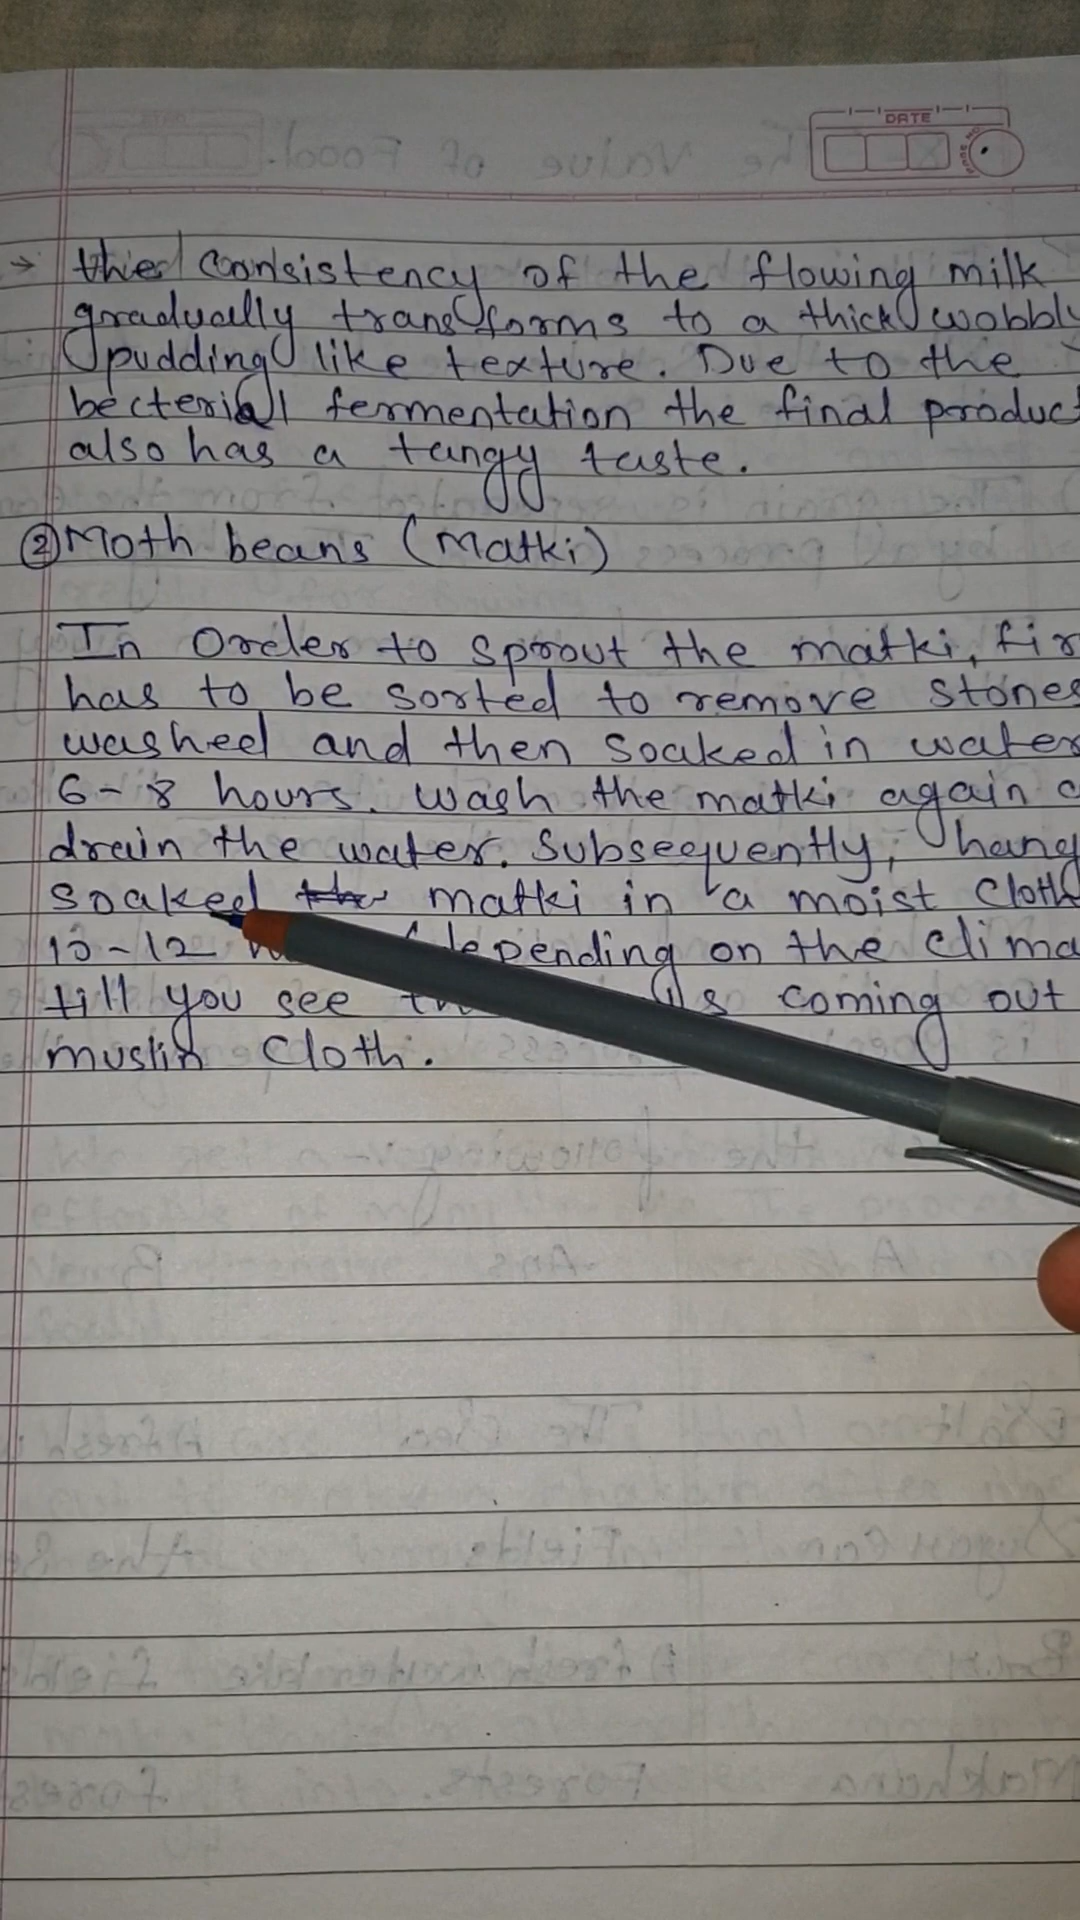 DATE
→ the consistency of the flowing milk
gradually transforms to a thick wobbly
pudding like texture. Due to the
becterial fermentation the final product
also has a tangy taste.
② Moth beans (Matki)
In Order to sprout the matki, fir
has to be sorted to remove stones
washed and then soaked in water
6-8 hours. Wash the matki again a
drain the water. Subsequently, hang
soaked matki in a moist Cloth
10-12 depending on the clima
till you see coming out
muslin Cloth.